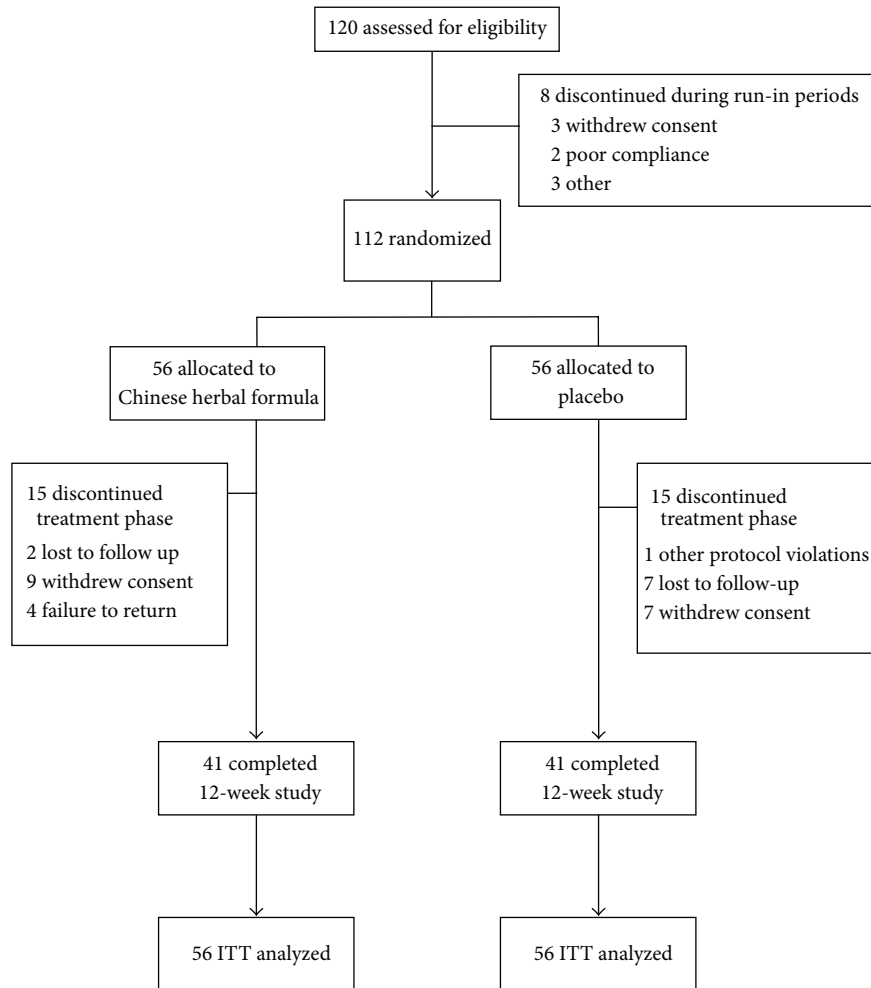 120 assessed for eligibility
8 discontinued during run-in periods
3 withdrew consent
2 poor compliance
3 other
112 randomized
56 allocated to
Chinese herbal formula
56 allocated to
placebo
15 discontinued
treatment phase
2 lost to follow up
9 withdrew consent
4 failure to return
15 discontinued
treatment phase
1 other protocol violations
7 lost to follow-up
7 withdrew consent
41 completed
12-week study
41 completed
12-week study
56 ITT analyzed
56 ITT analyzed